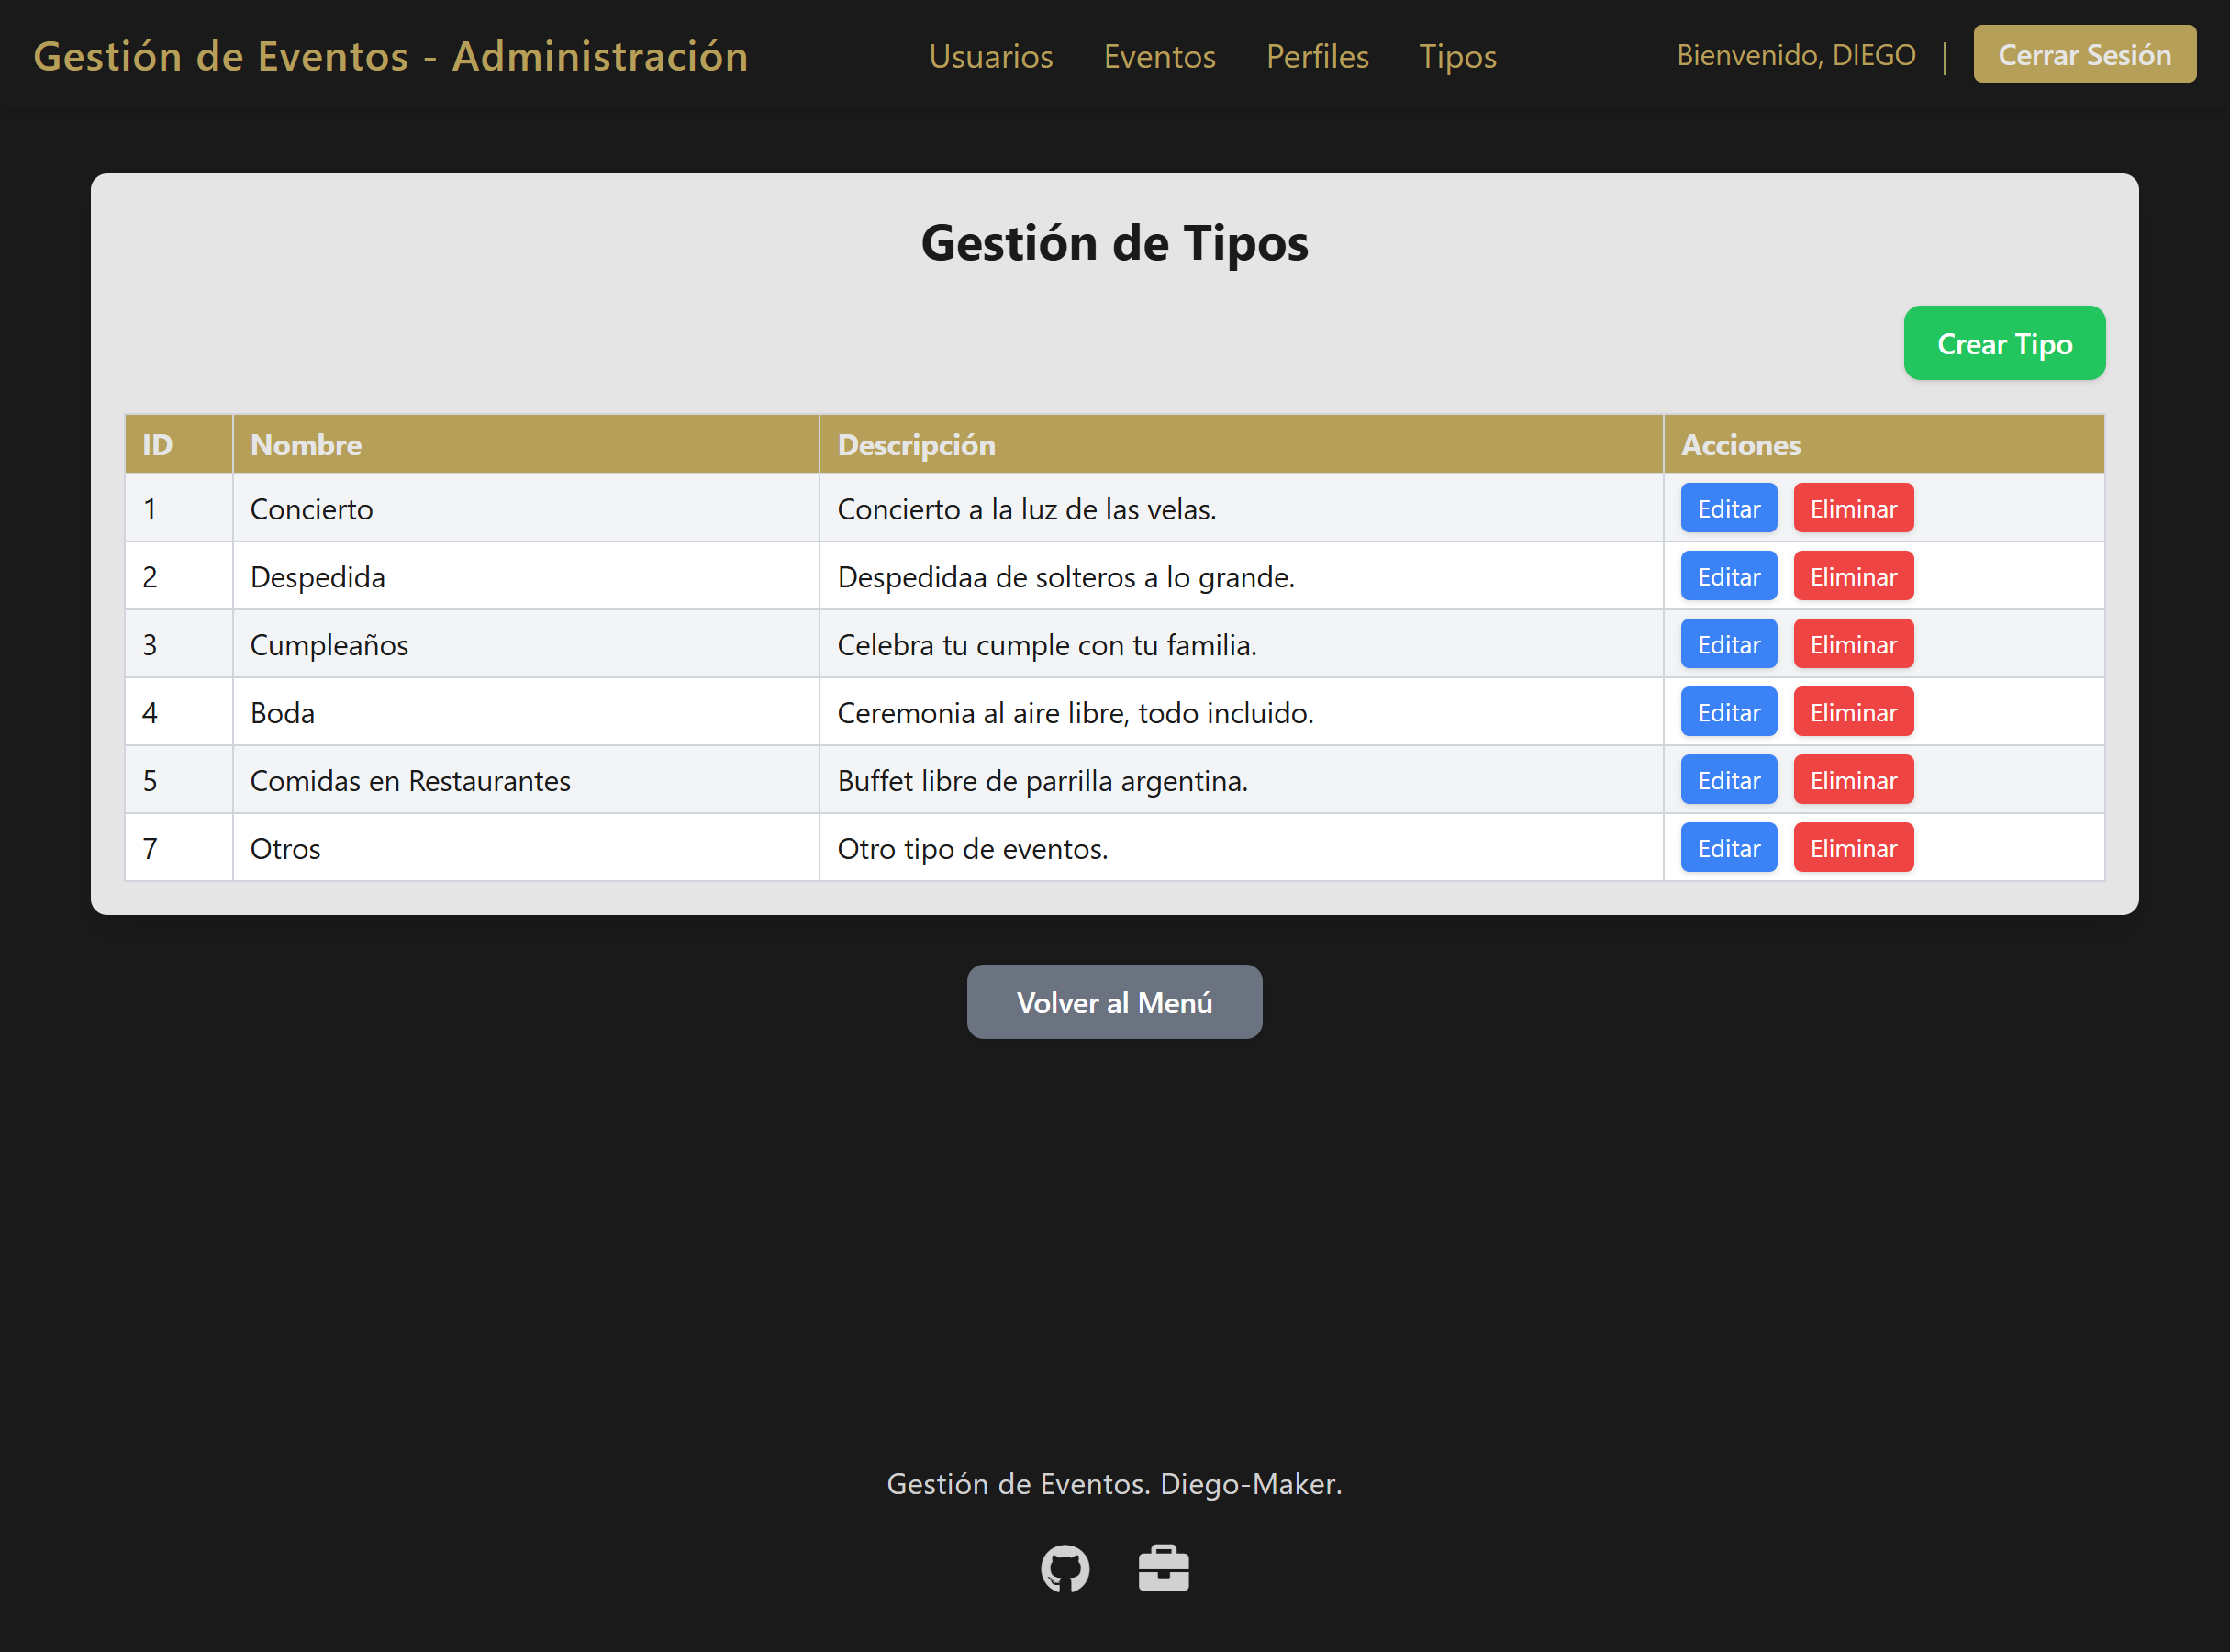 Gestión de Eventos - Administración Usuarios Eventos Perfiles Tipos Bienvenido, DIEGO | Cerrar Sesión
Gestión de Tipos
Crear Tipo
ID Nombre Descripción Acciones
1 Concierto Concierto a la luz de las velas. Editar Eliminar
2 Despedida Despedidaa de solteros a lo grande. Editar Eliminar
3 Cumpleaños Celebra tu cumple con tu familia. Editar Eliminar
4 Boda Ceremonia al aire libre, todo incluido. Editar Eliminar
5 Comidas en Restaurantes Buffet libre de parrilla argentina. Editar Eliminar
7 Otros Otro tipo de eventos. Editar Eliminar
Volver al Menú
Gestión de Eventos. Diego-Maker.